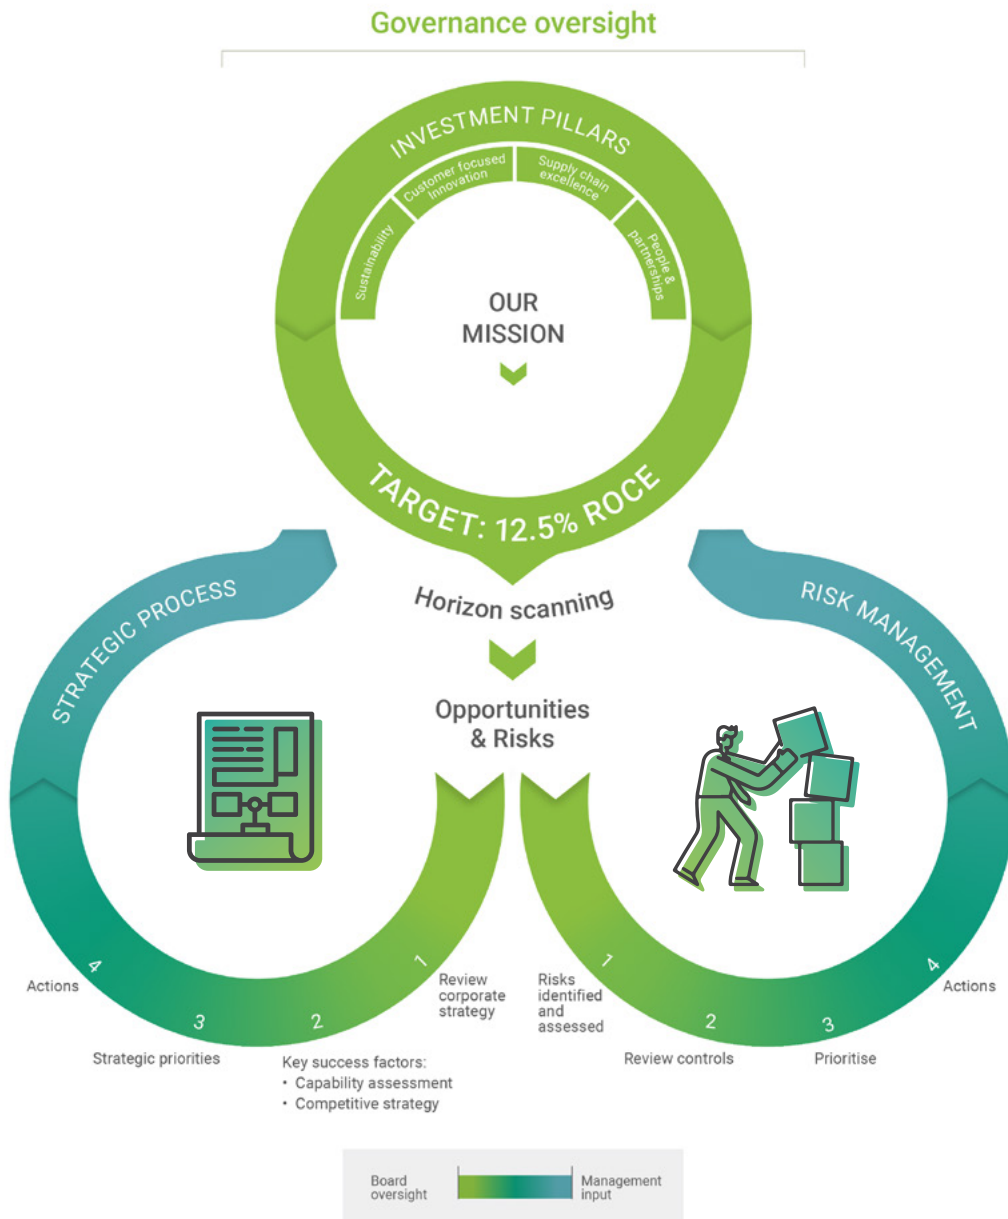 Governance oversight
INVESTMENT PILLARS
Sustainability
Customer focused
Innovation
Supply chain
excellence
People &
partnerships
OUR
MISSION
TARGET: 12.5% ROCE
Horizon scanning
Opportunities
& Risks
STRATEGIC PROCESS
1
Review
corporate
strategy
2
Key success factors:
• Capability assessment
• Competitive strategy
3
Strategic priorities
4
Actions
RISK MANAGEMENT
1
Risks
identified
and
assessed
2
Review controls
3
Prioritise
4
Actions
Board
oversight
Management
input